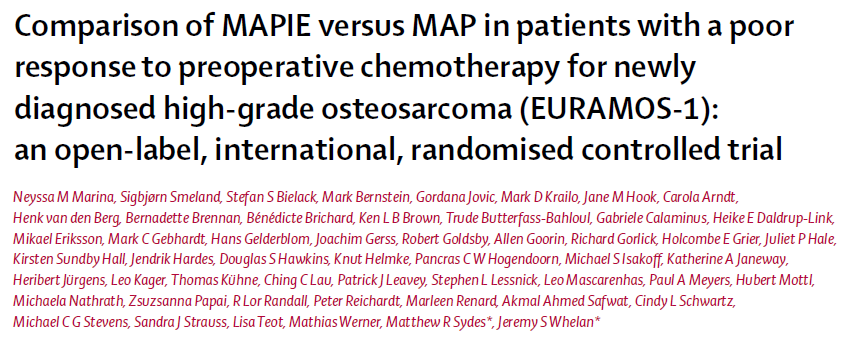 Comparison of MAPIE versus MAP in patients with a poor
response to preoperative chemotherapy for newly
diagnosed high-grade osteosarcoma (EURAMOS-1):
an open-label, international, randomised controlled trial
Neyssa M Marina, Sigbjørn Smeland, Stefan S Bielack, Mark Bernstein, Gordana Jovic, Mark D Krailo, Jane M Hook, Carola Arndt,
Henk van den Berg, Bernadette Brennan, Bénédicte Brichard, Ken L B Brown, Trude Butterfass-Bahloul, Gabriele Calaminus, Heike E Daldrup-Link,
Mikael Eriksson, Mark C Gebhardt, Hans Gelderblom, Joachim Gerss, Robert Goldsby, Allen Goorin, Richard Gorlick, Holcombe E Grier, Juliet P Hale,
Kirsten Sundby Hall, Jendrik Hardes, Douglas S Hawkins, Knut Helmke, Pancras C W Hogendoorn, Michael S Isakoff, Katherine A Janeway,
Heribert Jürgens, Leo Kager, Thomas Kühne, Ching C Lau, Patrick J Leavey, Stephen L Lessnick, Leo Mascarenhas, Paul A Meyers, Hubert Mottl,
Michaela Nathrath, Zsuzsanna Papai, R Lor Randall, Peter Reichardt, Marleen Renard, Akmal Ahmed Safwat, Cindy L Schwartz,
Michael C G Stevens, Sandra J Strauss, Lisa Teot, Mathias Werner, Matthew R Sydes*, Jeremy S Whelan*